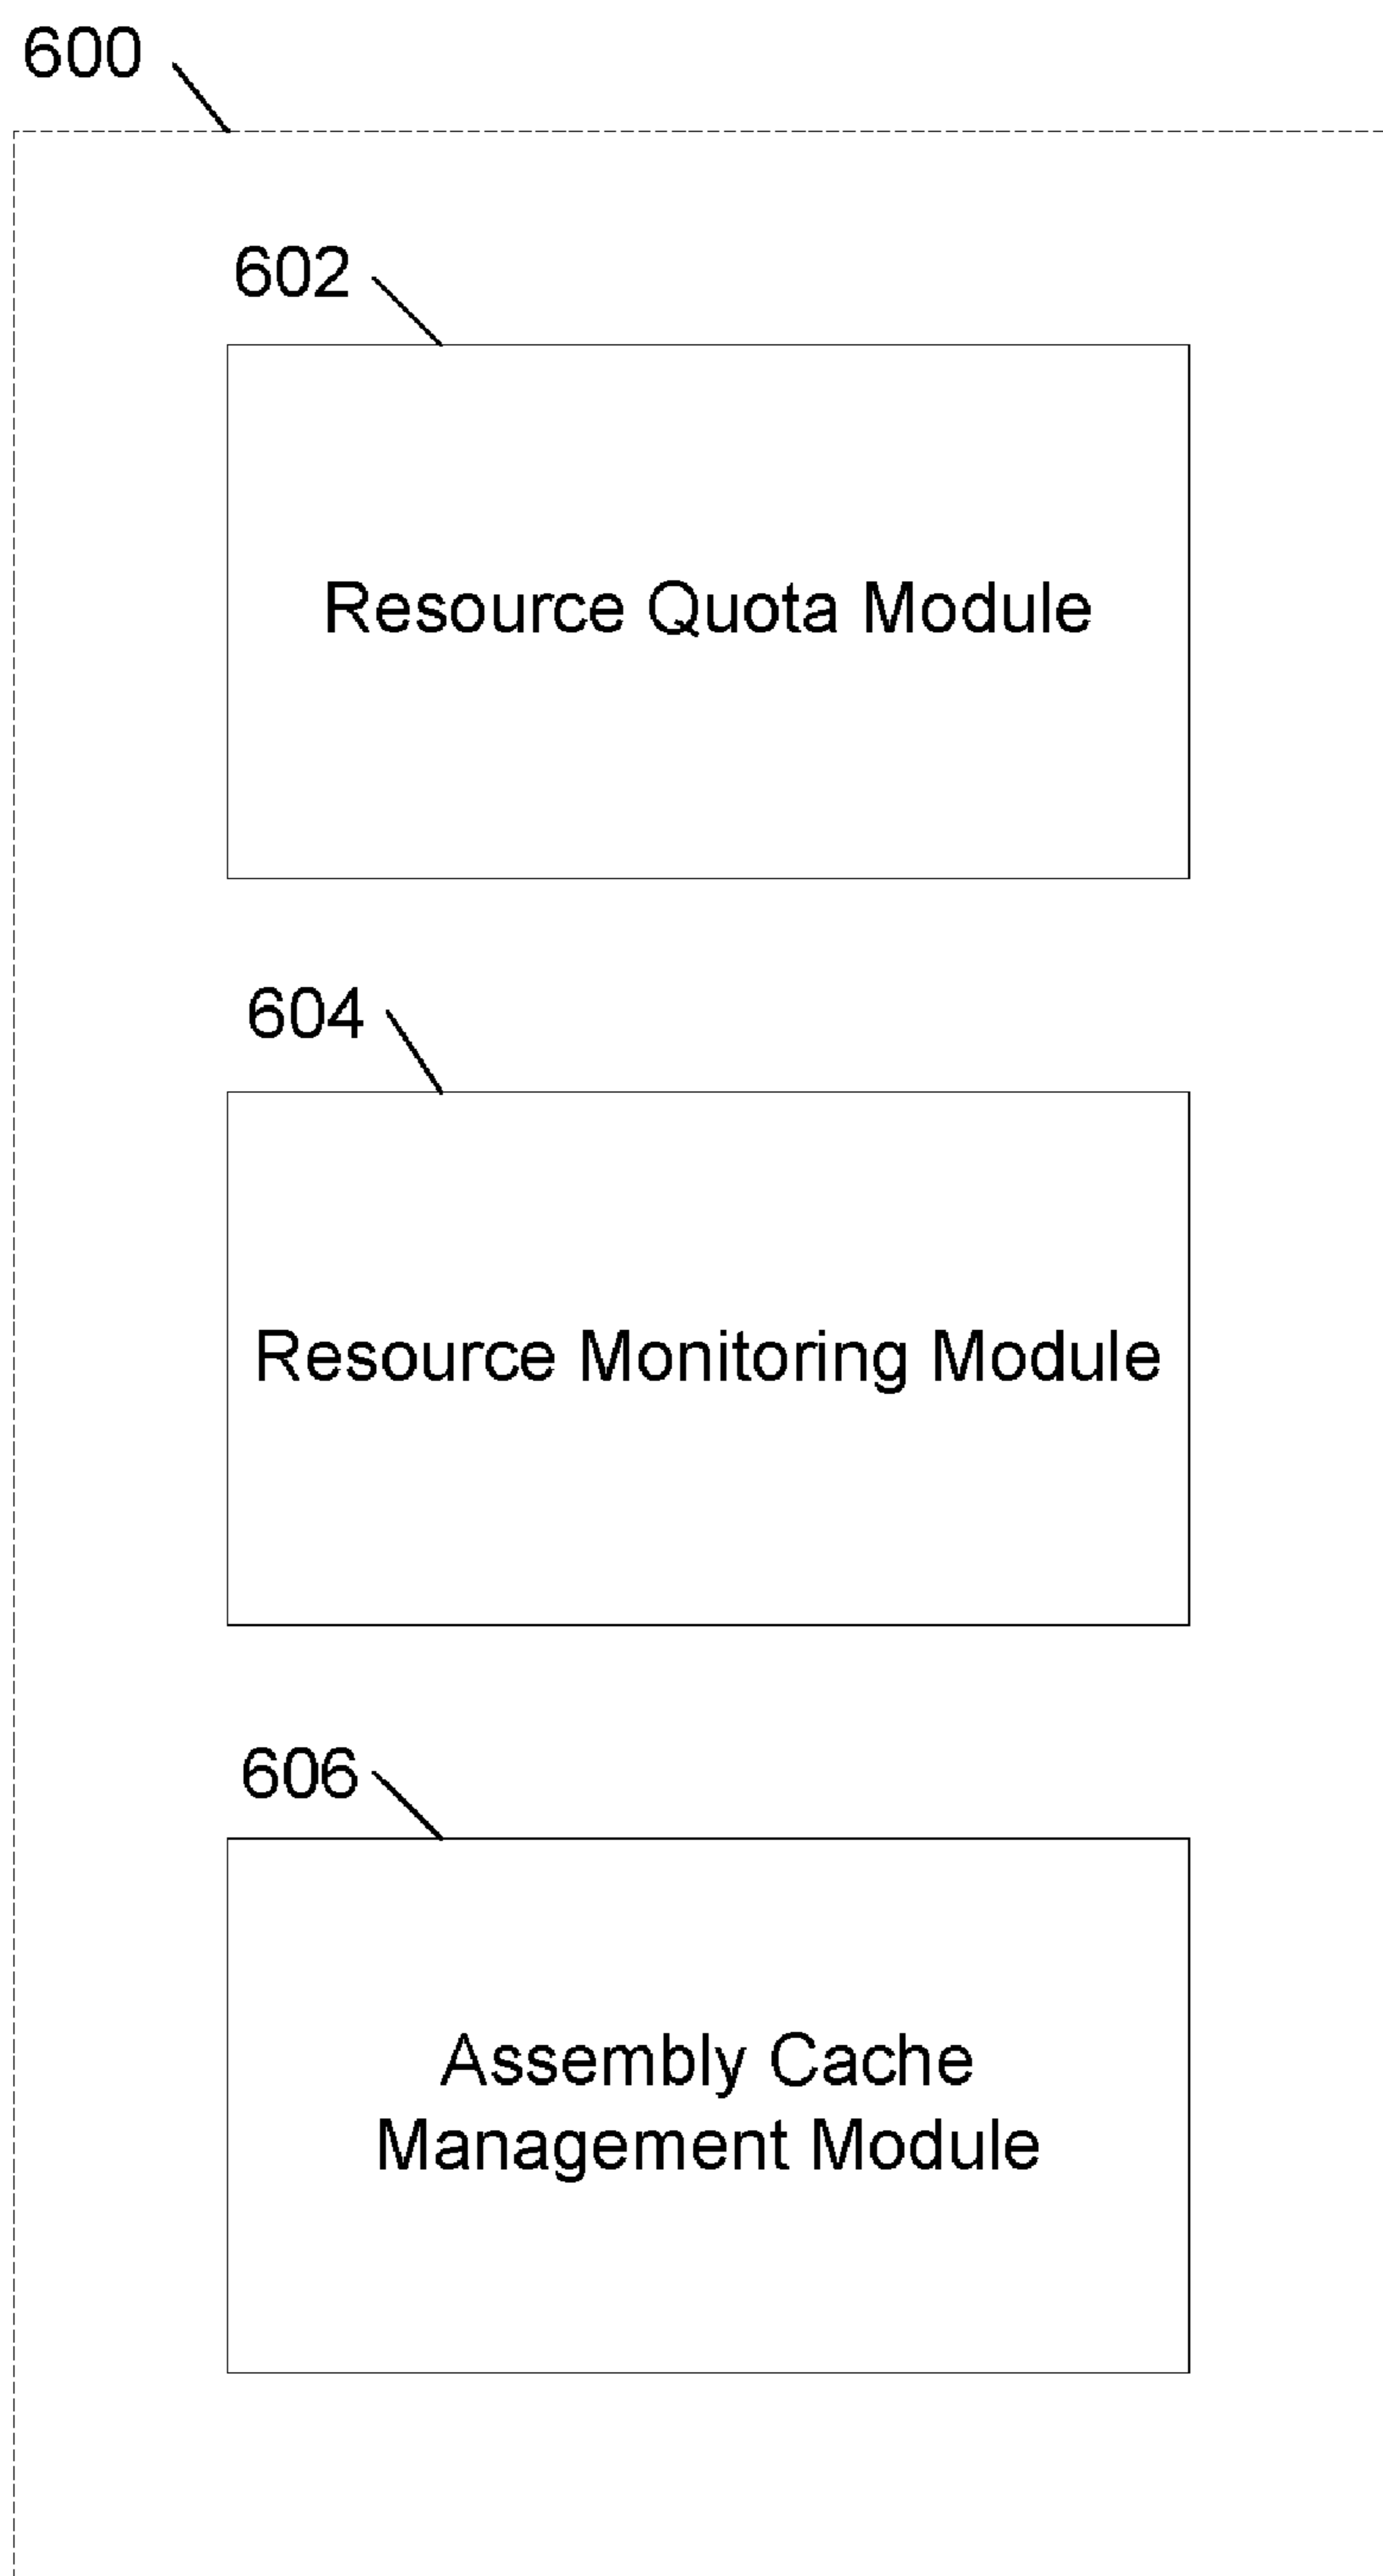 600
602
Resource Quota Module
604
Resource Monitoring Module
606
Assembly Cache
Management Module